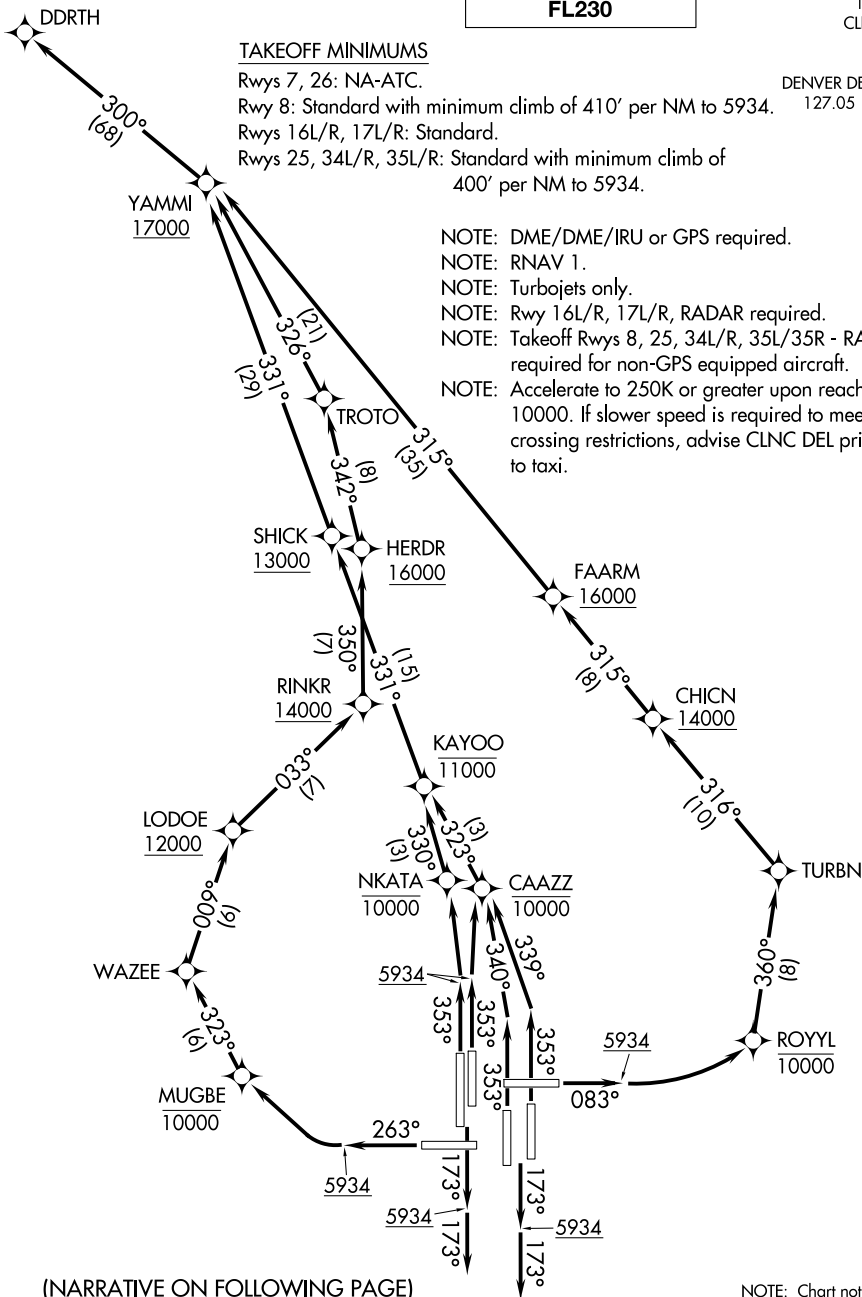 FL230
DDRTH
TAKEOFF MINIMUMS
Rwys 7, 26: NA-ATC.
Rwy 8: Standard with minimum climb of 410' per NM to 5934.
Rwys 16L/R, 17L/R: Standard.
Rwys 25, 34L/R, 35L/R: Standard with minimum climb of
400' per NM to 5934.
DENVER DE
127.05
300°
(68)
YAMMI
17000
NOTE: DME/DME/IRU or GPS required.
NOTE: RNAV 1.
NOTE: Turbojets only.
NOTE: Rwy 16L/R, 17L/R, RADAR required.
NOTE: Takeoff Rwys 8, 25, 34L/R, 35L/35R - RA
required for non-GPS equipped aircraft.
NOTE: Accelerate to 250K or greater upon reach
10000. If slower speed is required to mee
crossing restrictions, advise CLNC DEL pri
to taxi.
(21)
326°
331°
(29)
TROTO
315°
(35)
(8)
342°
SHICK
13000
HERDR
16000
FAARM
16000
350°
(7)
(15)
331°
315°
(8)
RINKR
14000
CHICN
14000
KAYOO
11000
033°
(7)
316°
(10)
LODOE
12000
(3)
323°
330°
(3)
TURBN
NKATA
10000
CAAZZ
10000
009°
(6)
339°
340°
360°
(8)
WAZEE
5934
323°
(6)
353°
353°
353°
353°
5934
ROYYL
10000
083°
MUGBE
10000
263°
5934
173°
173°
5934
5934
173°
173°
(NARRATIVE ON FOLLOWING PAGE)
NOTE: Chart not